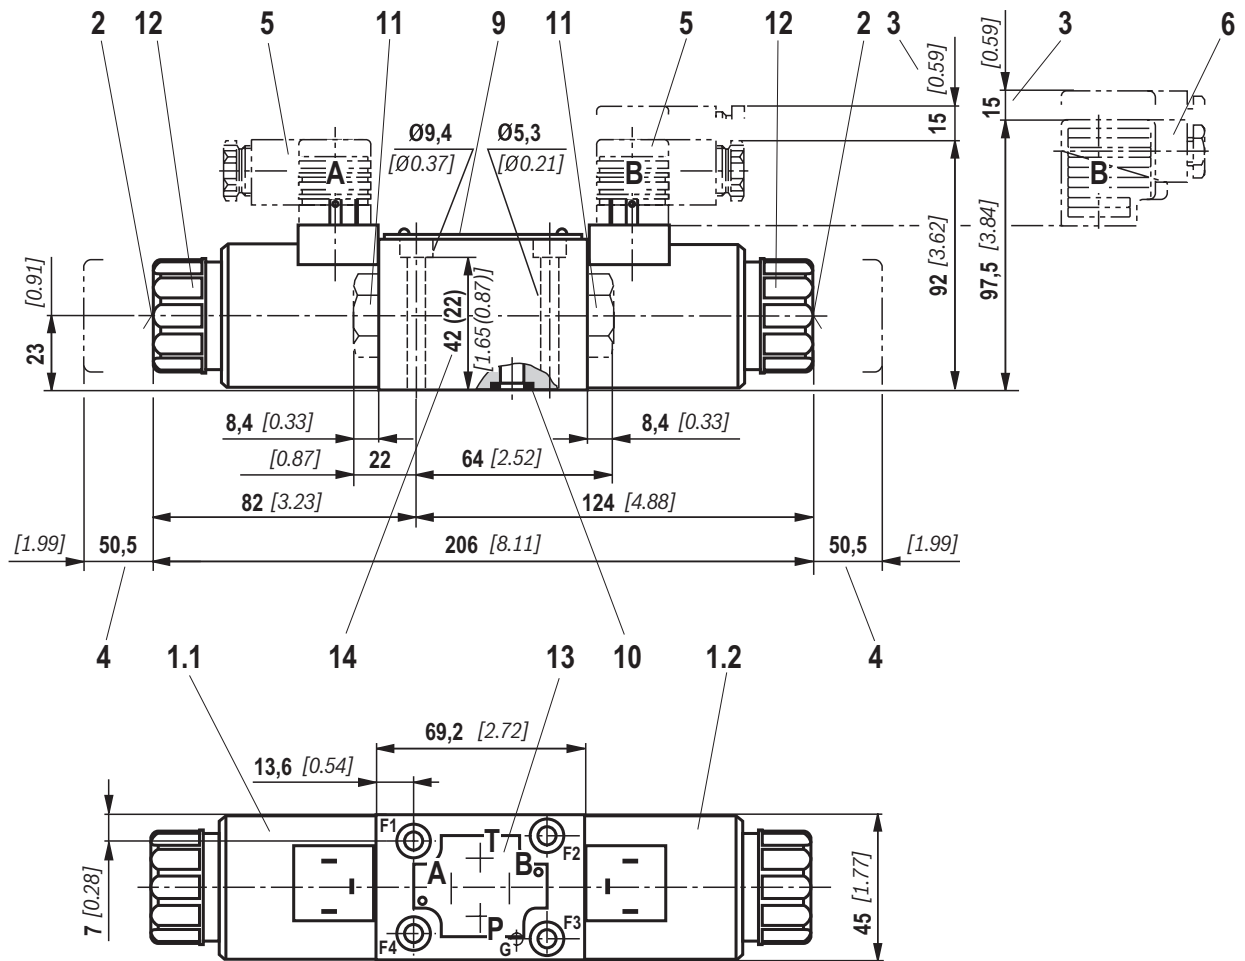 2 12 5 11 9 11 5 12 2 3 3 6
[0.59] [0.59]
15 15
Ø9,4 Ø5,3
[Ø0.37] [Ø0.21]
A B B
[0.91]
23
42 (22)
[1.65 (0.87)]
92 [3.62]
97,5 [3.84]
8,4 [0.33] 8,4 [0.33]
[0.87] 22 64 [2.52]
82 [3.23] 124 [4.88]
[1.99] 50,5 206 [8.11] 50,5 [1.99]
4 1.1 14 13 10 1.2 4
69,2 [2.72]
13,6 [0.54]
7 [0.28]
45 [1.77]
F1 T F2
A B
F4 P G F3